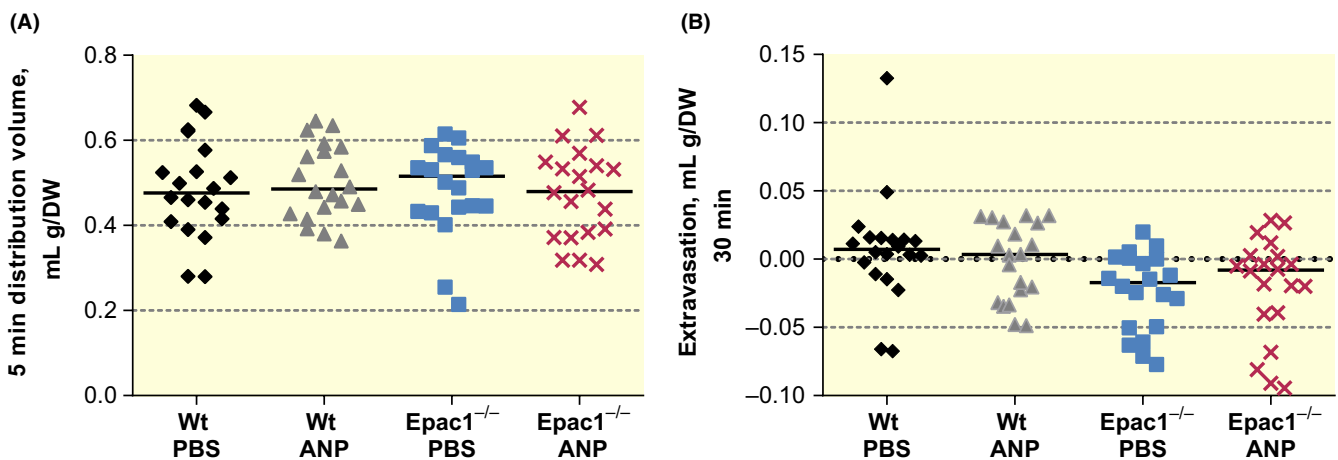 (A)
5 min distribution volume,
mL g/DW
0.8
0.6
0.4
0.2
0.0
Wt
PBS
Wt
ANP
Epac1−/−
PBS
Epac1−/−
ANP
(B)
Extravasation, mL g/DW
30 min
0.15
0.10
0.05
0.00
−0.05
−0.10
Wt
PBS
Wt
ANP
Epac1−/−
PBS
Epac1−/−
ANP